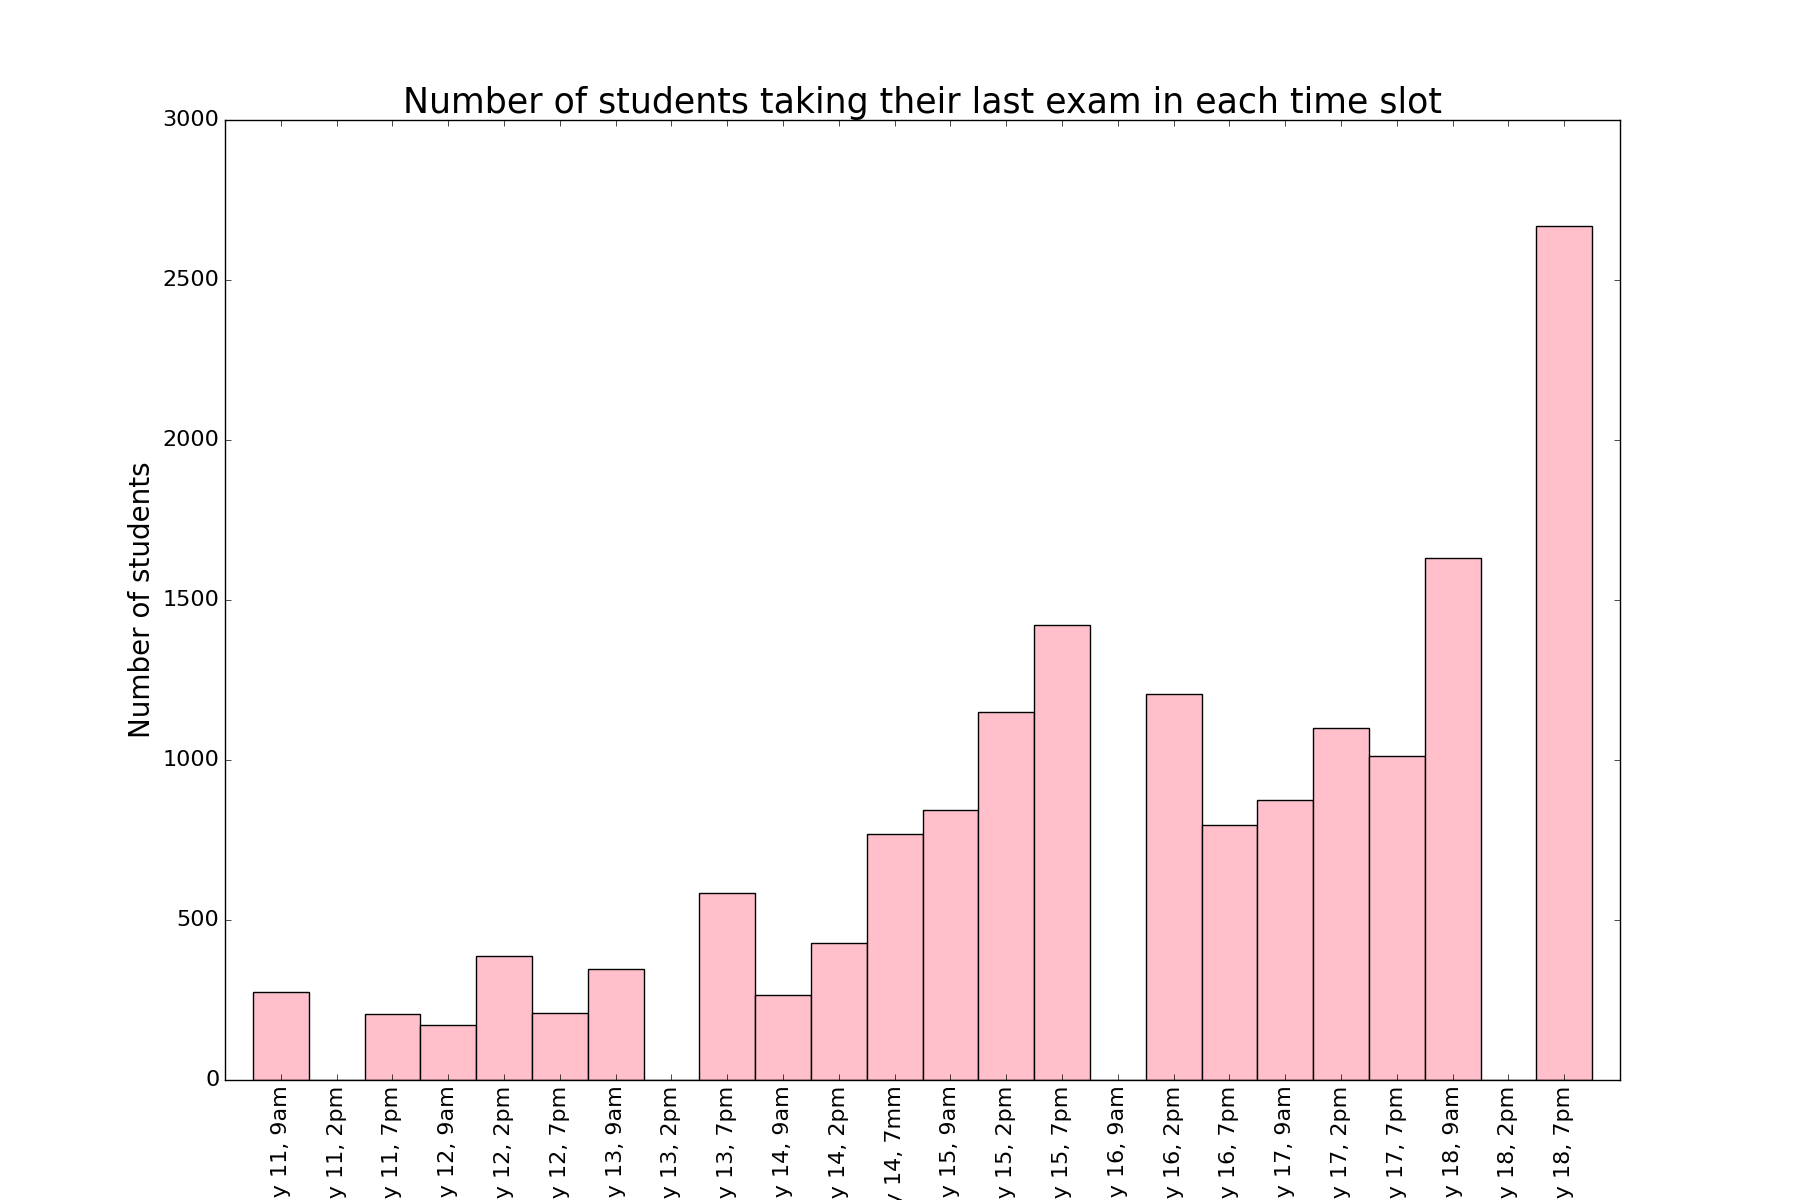 Number of students taking their last exam in each time slot
Number of students
3000
2500
2000
1500
1000
500
0
y 11, 9am
y 11, 2pm
y 11, 7pm
y 12, 9am
y 12, 2pm
y 12, 7pm
y 13, 9am
y 13, 2pm
y 13, 7pm
y 14, 9am
y 14, 2pm
y 14, 7mm
y 15, 9am
y 15, 2pm
y 15, 7pm
y 16, 9am
y 16, 2pm
y 16, 7pm
y 17, 9am
y 17, 2pm
y 17, 7pm
y 18, 9am
y 18, 2pm
y 18, 7pm